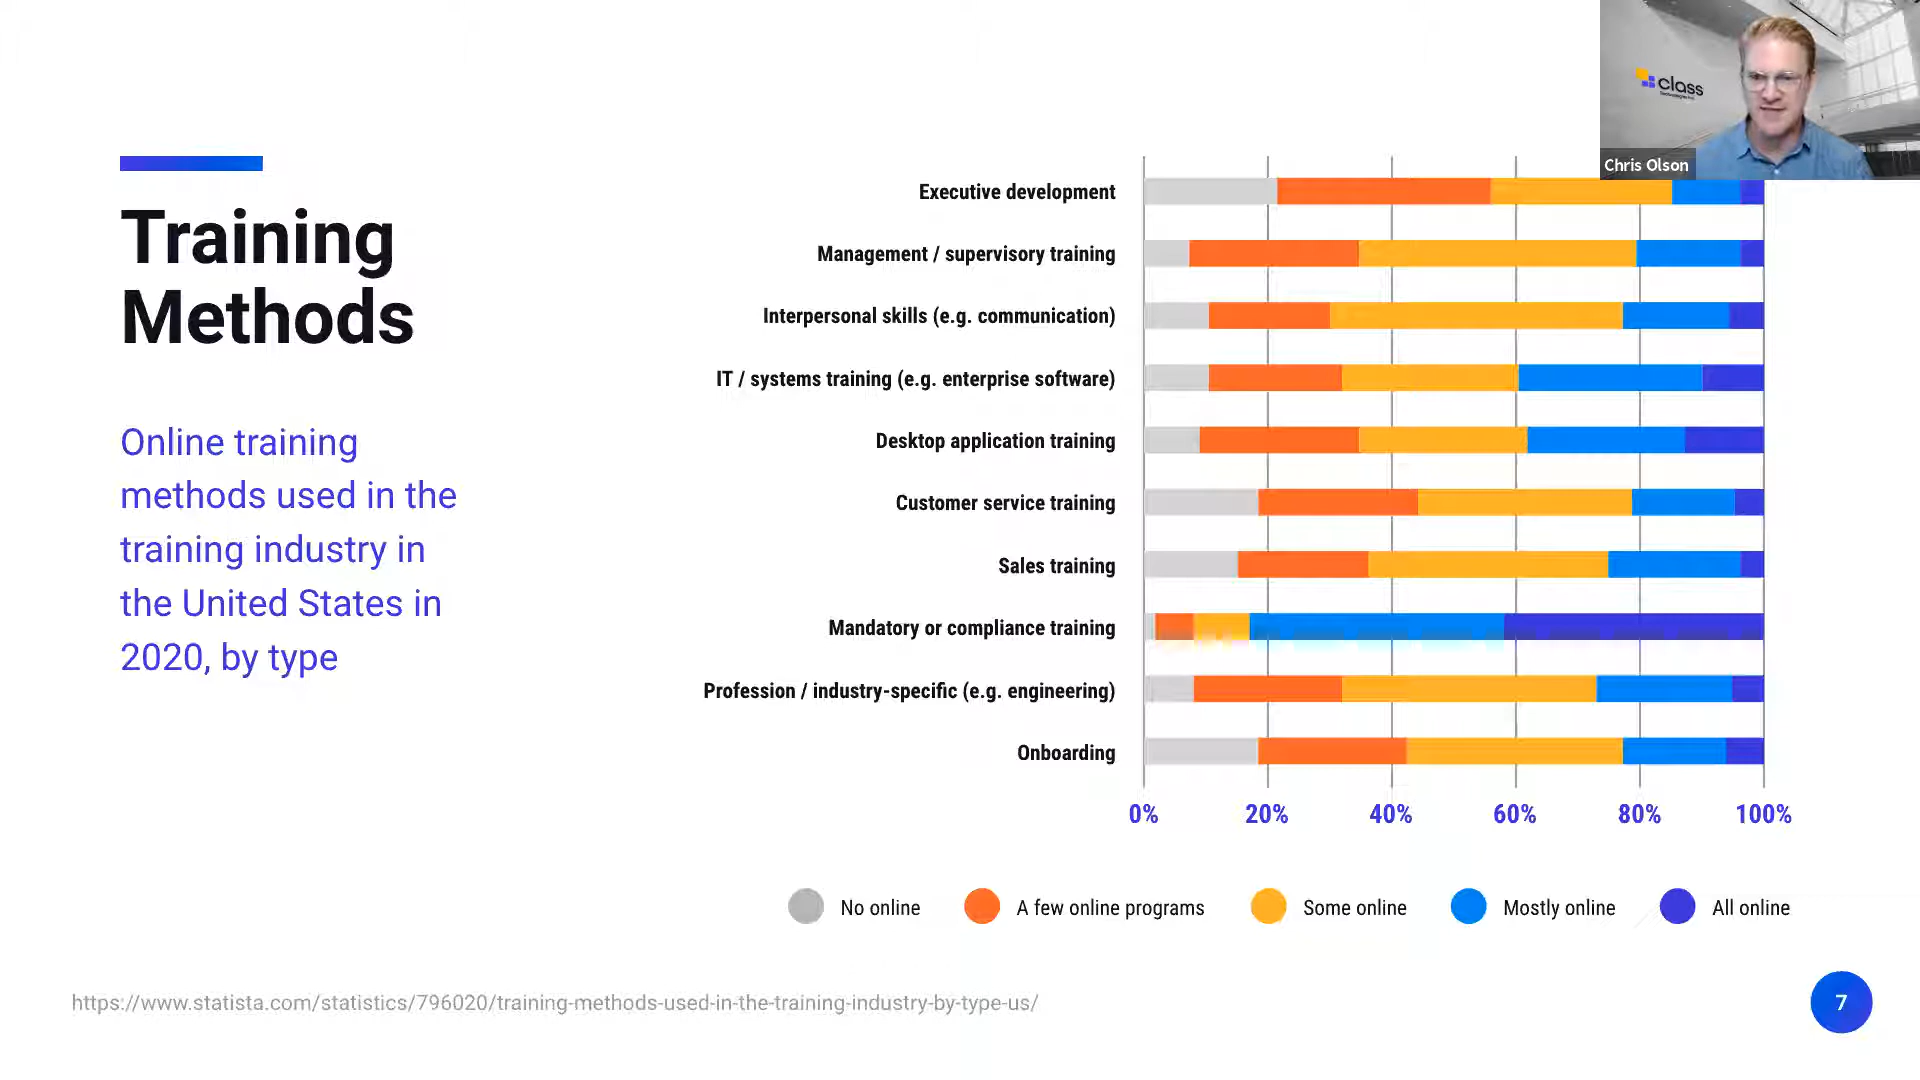 class
Chris Olson
Training
Methods
Online training
methods used in the
training industry in
the United States in
2020, by type
Executive development
Management / supervisory training
Interpersonal skills (e.g. communication)
IT / systems training (e.g. enterprise software)
Desktop application training
Customer service training
Sales training
Mandatory or compliance training
Profession / industry-specific (e.g. engineering)
Onboarding
0% 20% 40% 60% 80% 100%
No online A few online programs Some online Mostly online All online
https://www.statista.com/statistics/796020/training-methods-used-in-the-training-industry-by-type-us/
7